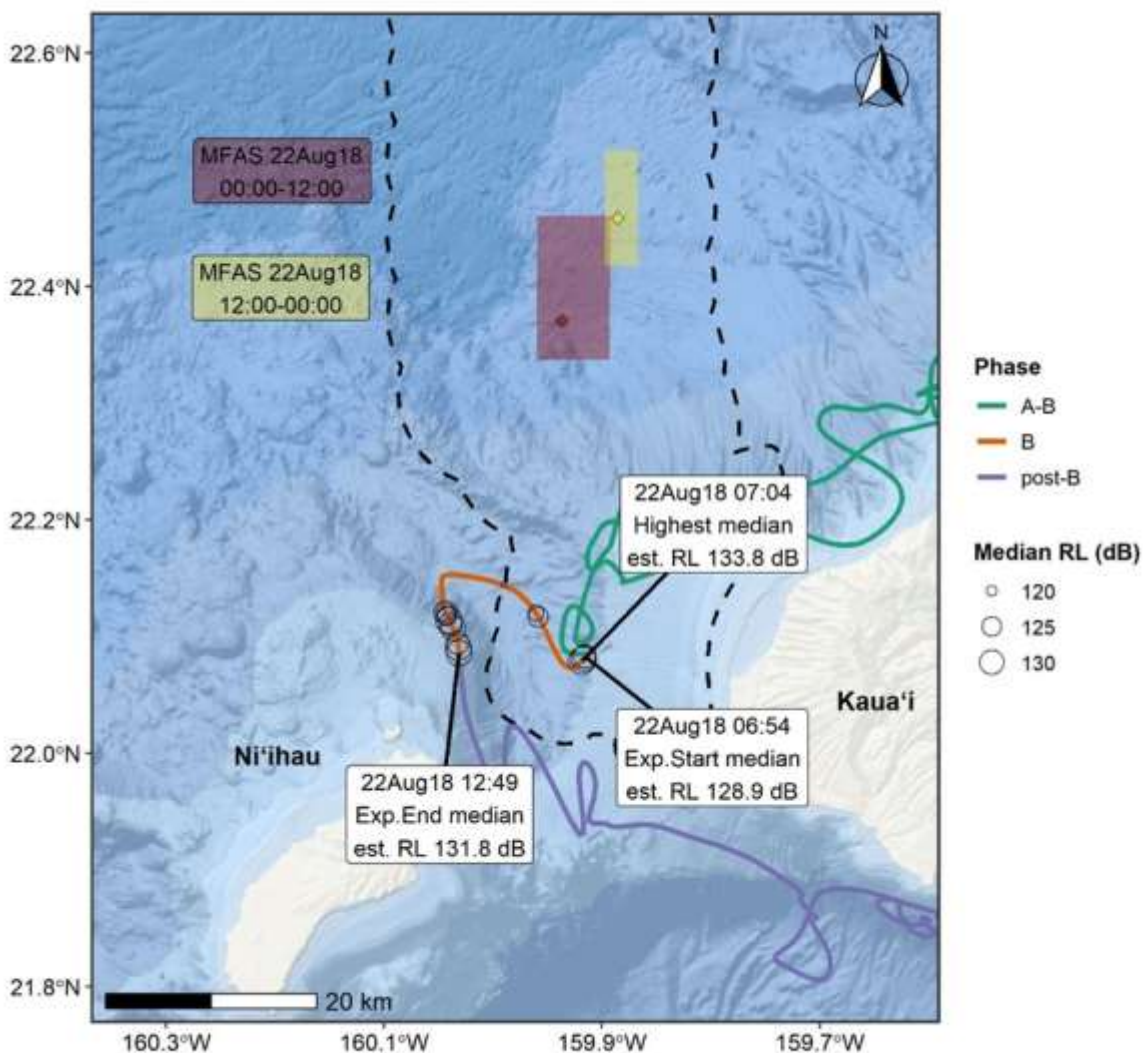 N
22.6°N
MFAS 22Aug18
00:00-12:00
22.4°N
MFAS 22Aug18
12:00-00:00
22.2°N
22Aug18 07:04
Highest median
est. RL 133.8 dB
22Aug18 06:54
Exp.Start median
est. RL 128.9 dB
Kauaʻi
22.0°N
Niʻihau
22Aug18 12:49
Exp.End median
est. RL 131.8 dB
21.8°N
20 km
160.3°W
160.1°W
159.9°W
159.7°W
Phase
A-B
B
post-B
Median RL (dB)
120
125
130